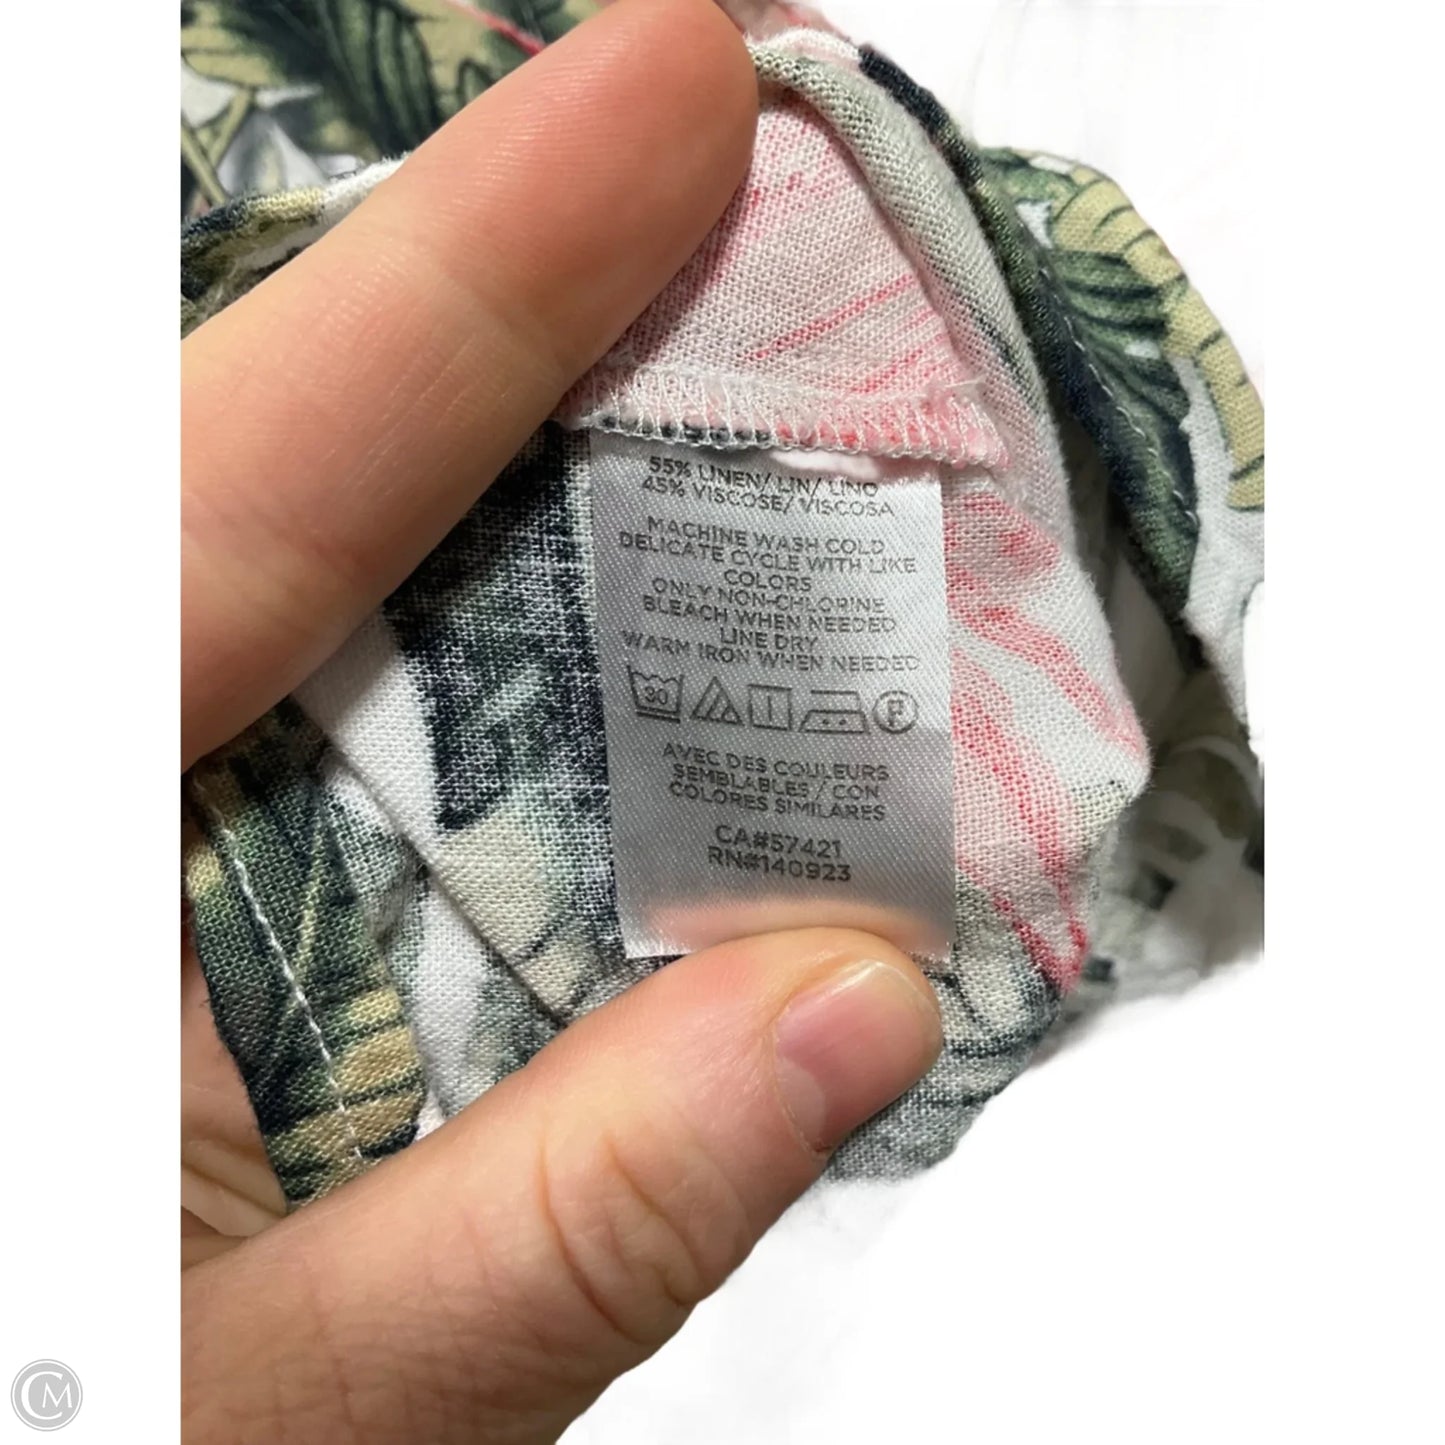 55% LINEN/ LIN/ LINO
45% VISCOSE/ VISCOSA
MACHINE WASH COLD
DELICATE CYCLE WITH LIKE
COLORS
ONLY NON-CHLORINE
BLEACH WHEN NEEDED
LINE DRY
WARM IRON WHEN NEEDED
30 F
AVEC DES COULEURS
SEMBLABLES / CON
COLORES SIMILARES
CA#57421
RN#140923
CM